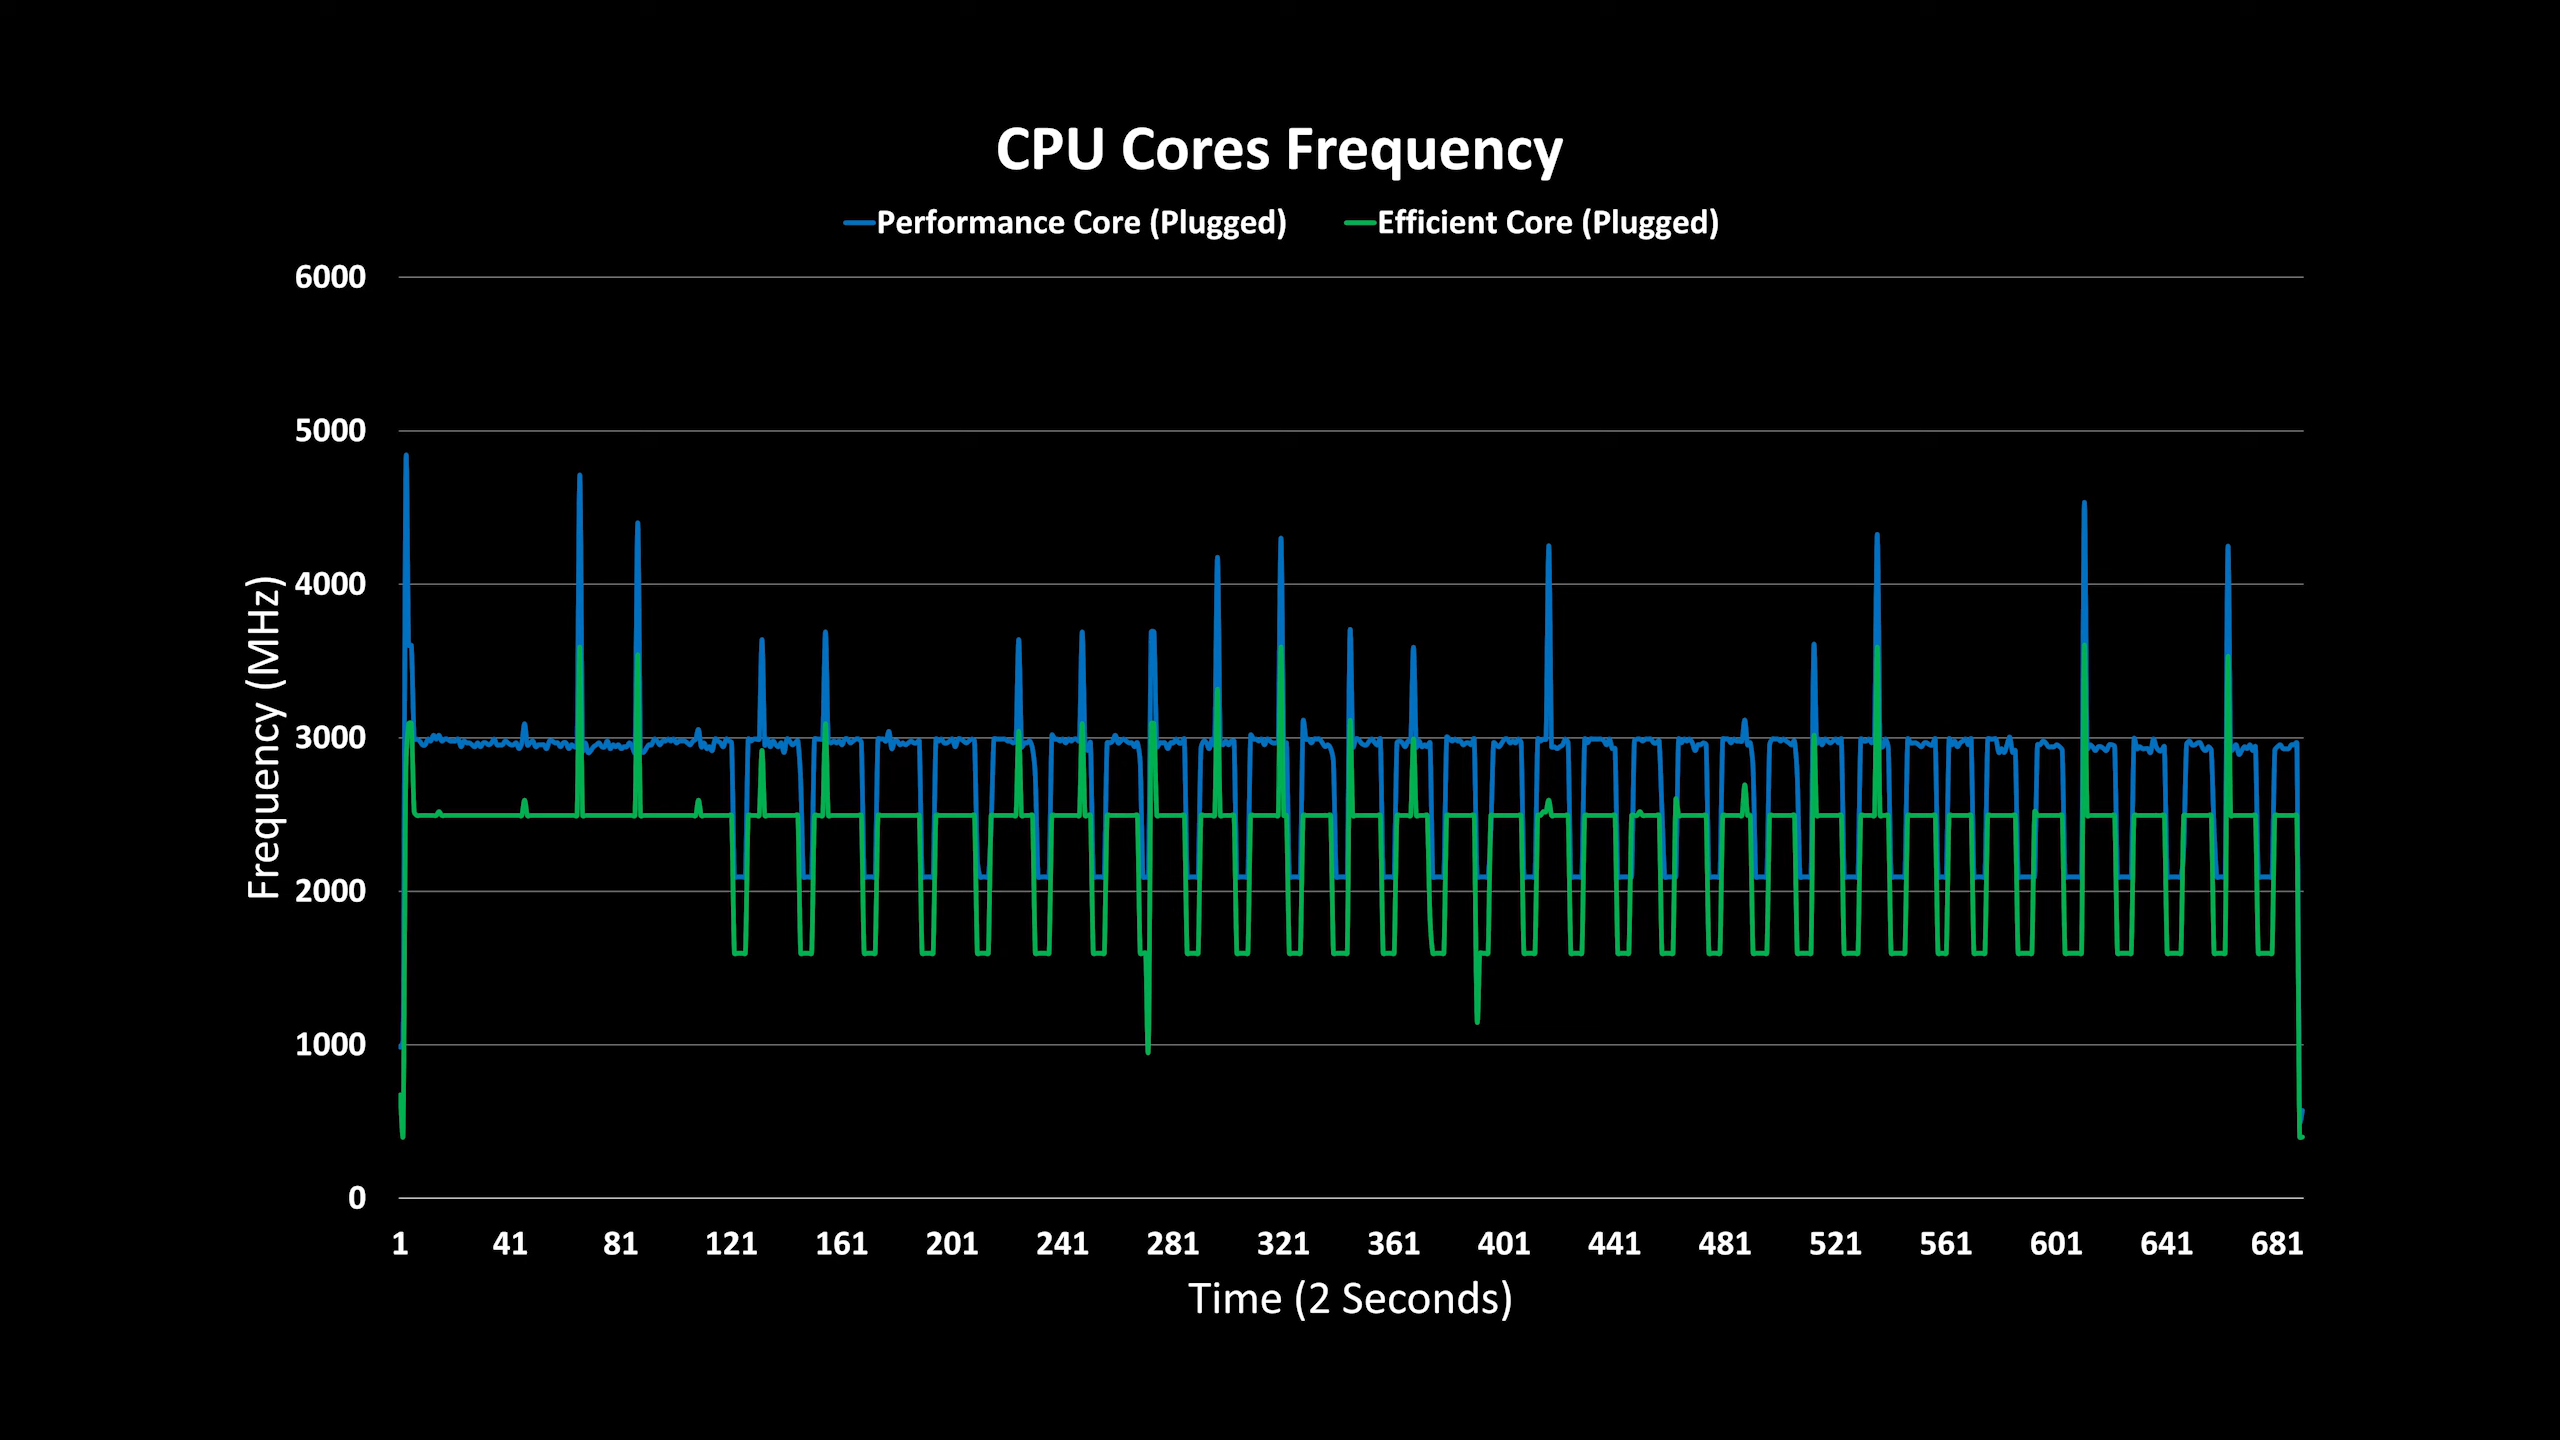 CPU Cores Frequency
Performance Core (Plugged) Efficient Core (Plugged)
6000
5000
4000
3000
2000
1000
0
Frequency (MHz)
1 41 81 121 161 201 241 281 321 361 401 441 481 521 561 601 641 681
Time (2 Seconds)